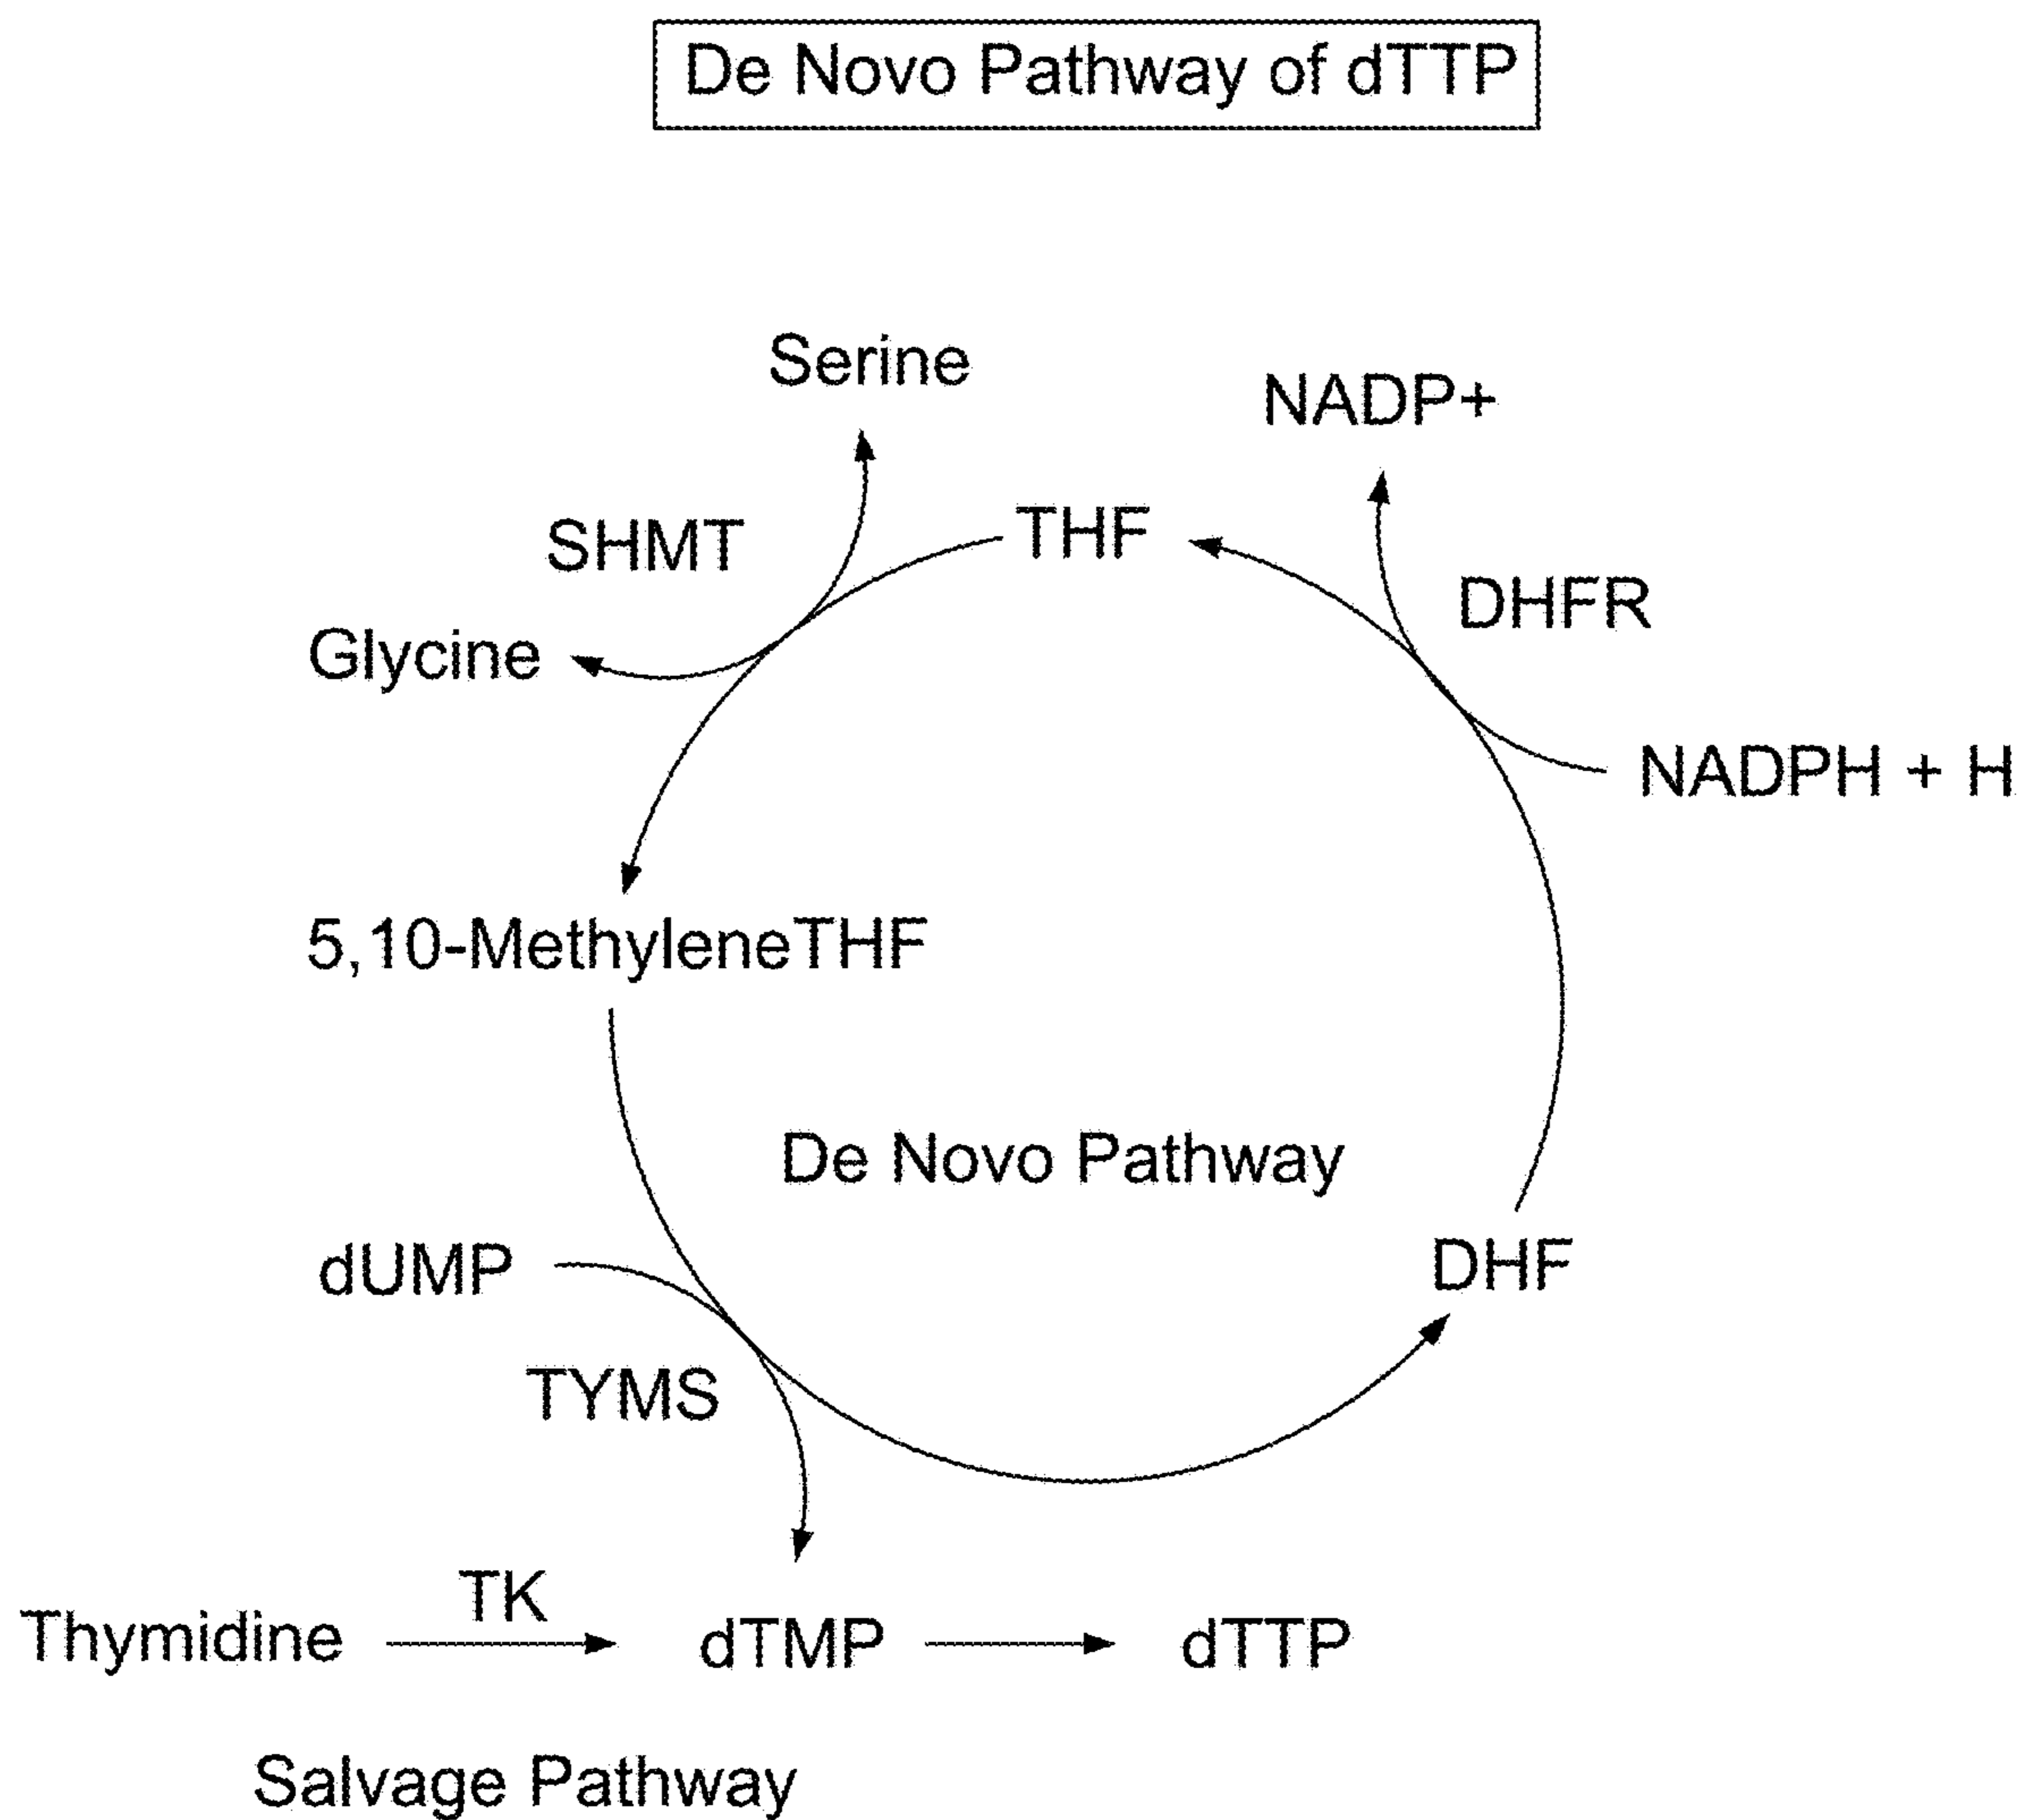 De Novo Pathway of dTTP
Serine
NADP+
SHMT
THF
DHFR
Glycine
NADPH + H
5,10-MethyleneTHF
De Novo Pathway
dUMP
DHF
TYMS
TK
Thymidine
dTMP
dTTP
Salvage Pathway